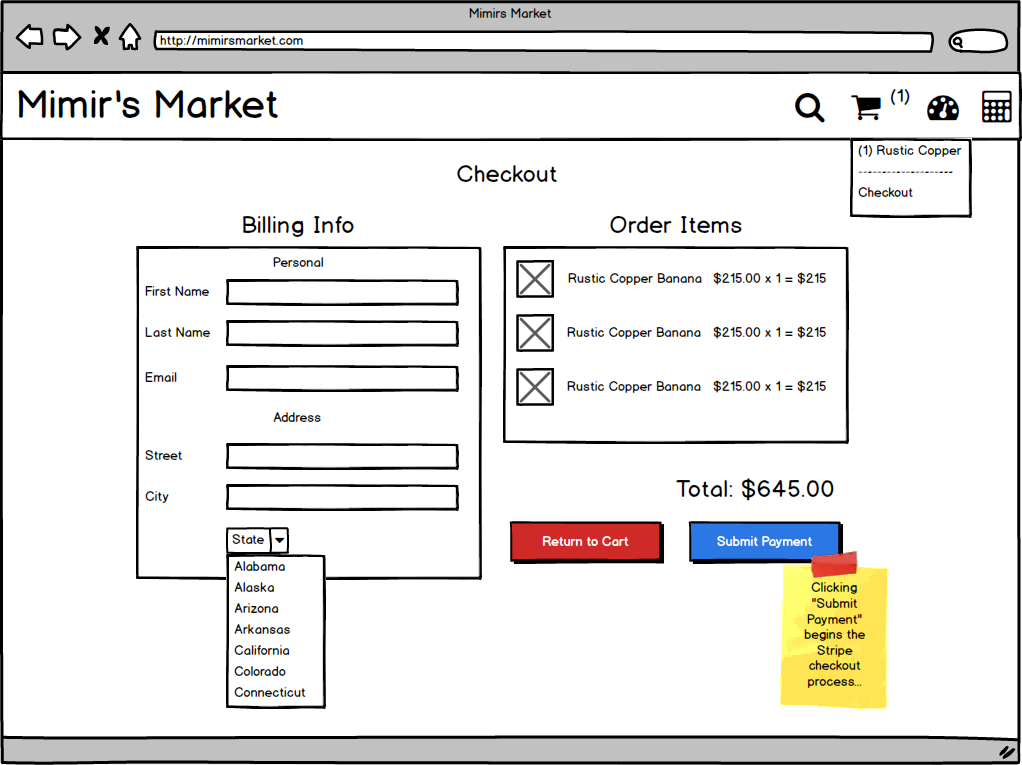 Mimirs Market
http://mimirsmarket.com
Mimir's Market
(1)
(1) Rustic Copper
-------------------
Checkout
Checkout
Billing Info
Personal
First Name
Last Name
Email
Address
Street
City
State
Alabama
Alaska
Arizona
Arkansas
California
Colorado
Connecticut
Order Items
Rustic Copper Banana $215.00 x 1 = $215
Rustic Copper Banana $215.00 x 1 = $215
Rustic Copper Banana $215.00 x 1 = $215
Total: $645.00
Return to Cart
Submit Payment
Clicking
"Submit
Payment"
begins the
Stripe
checkout
process...